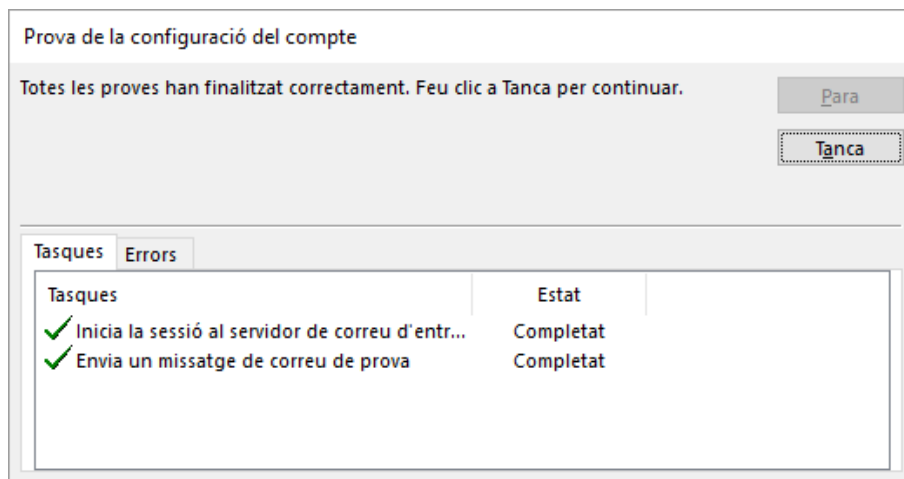 Prova de la configuració del compte
Totes les proves han finalitzat correctament. Feu clic a Tanca per continuar.
Para
Tanca
Tasques Errors
Tasques Estat
Inicia la sessió al servidor de correu d'entr... Completat
Envia un missatge de correu de prova Completat